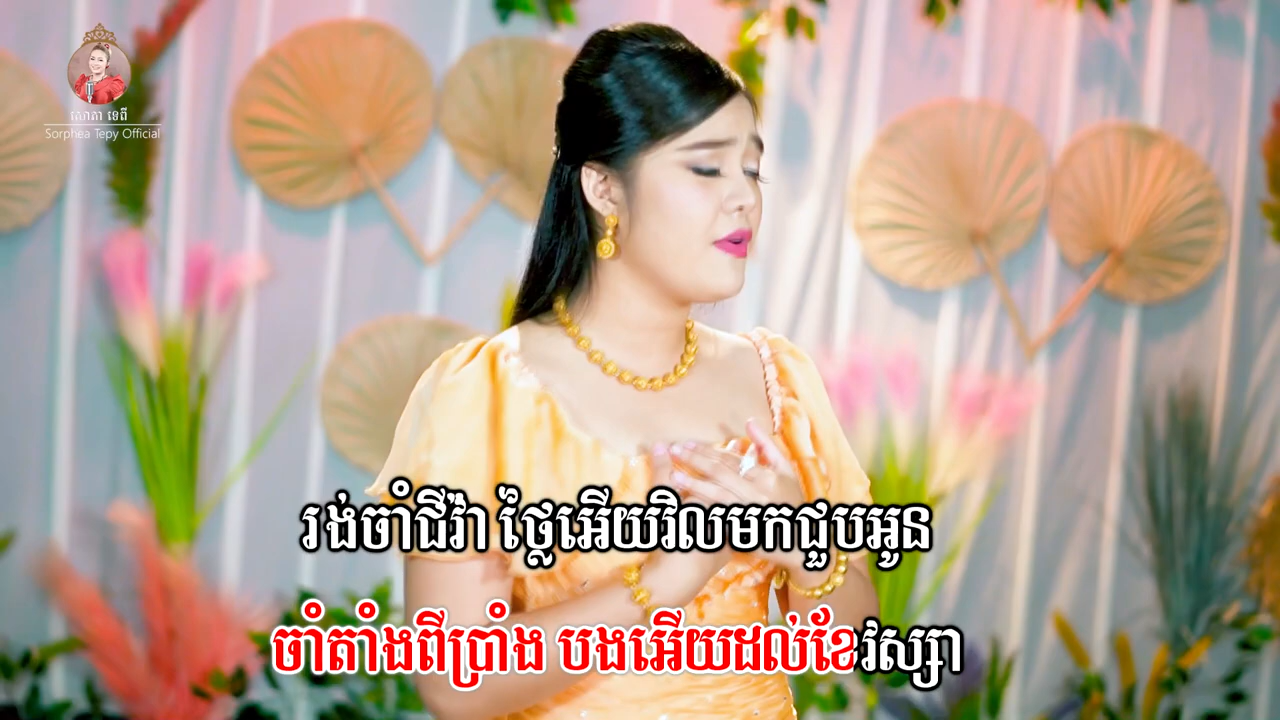 សោភា ទេពី
Sorphea Tepy Official
រង់ចាំជីវ៉ា ថ្លៃអើយវិលមកជួបអូន
ចាំតាំងពីប្រាំង បងអើយដល់ខែវស្សា